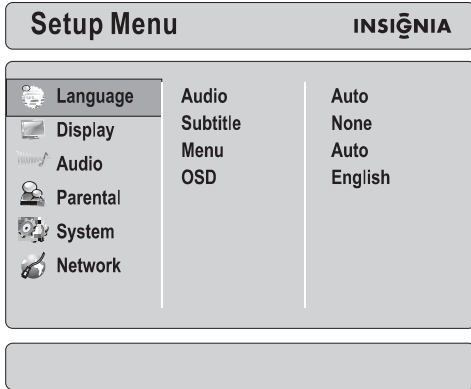 Setup Menu INSIGNIA
Language Audio Auto
Display Subtitle None
Audio Menu Auto
Parental OSD English
System
Network